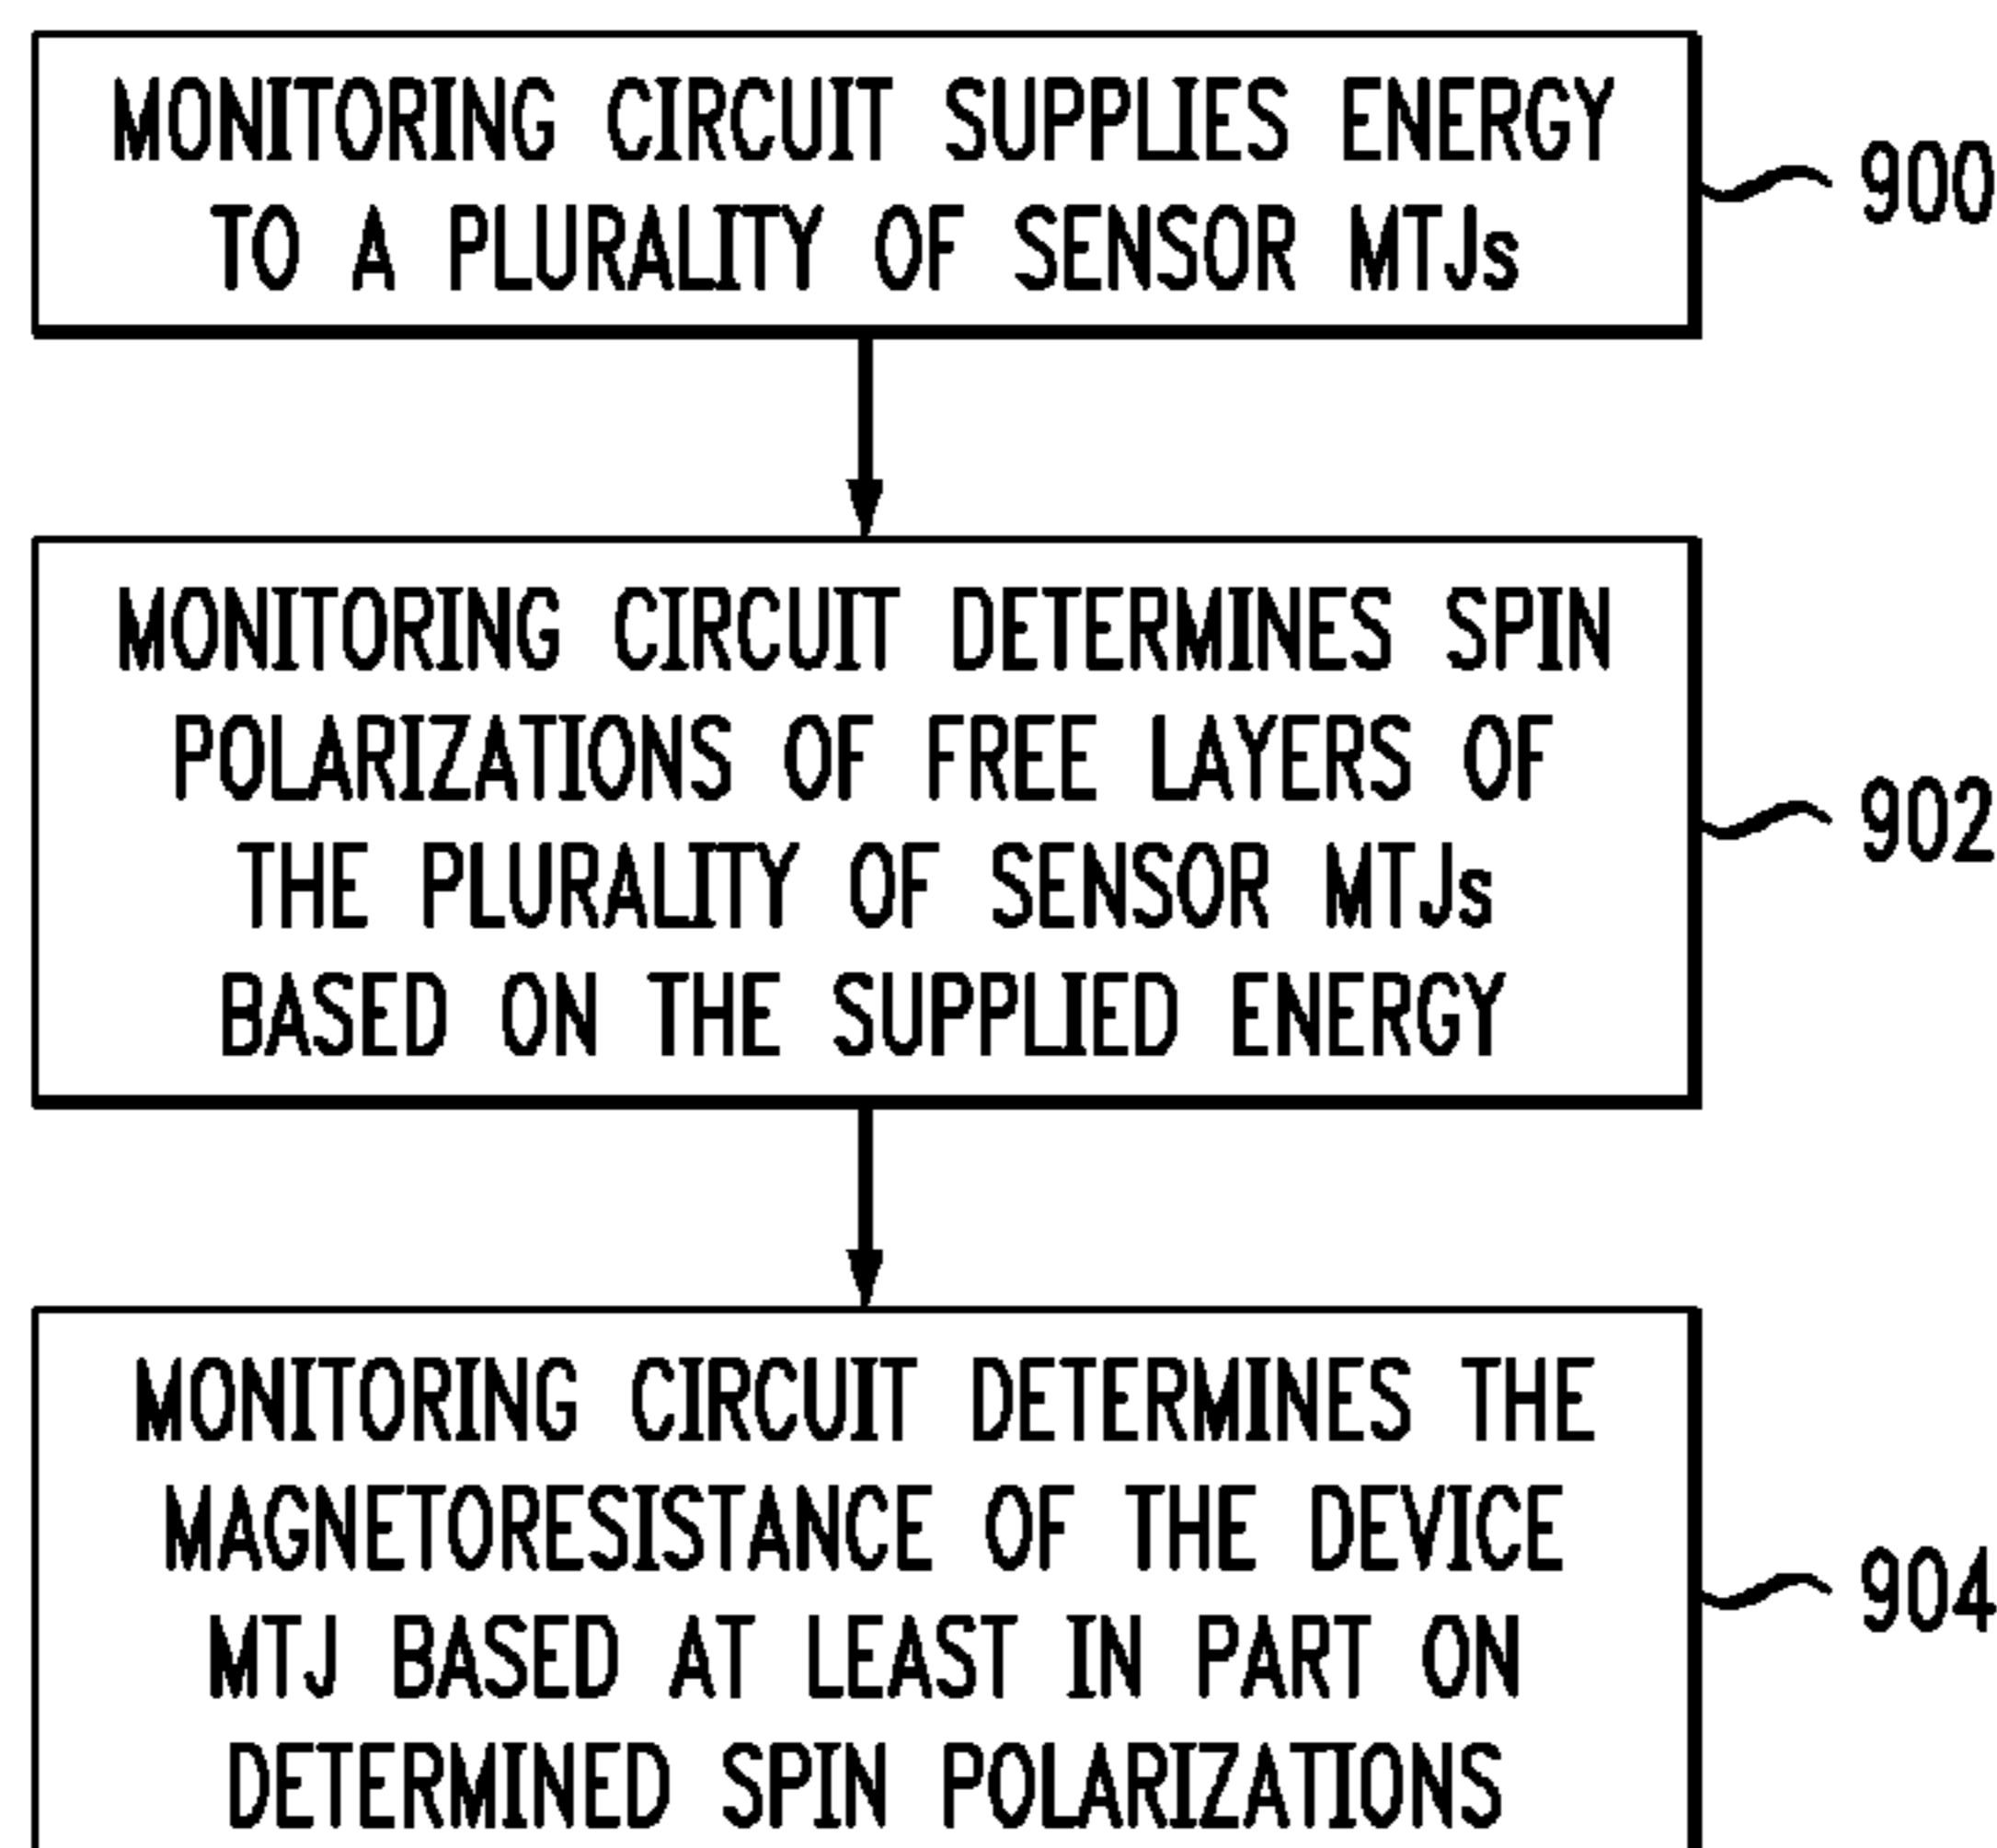 MONITORING CIRCUIT SUPPLIES ENERGY
TO A PLURALITY OF SENSOR MTJs
900
MONITORING CIRCUIT DETERMINES SPIN
POLARIZATIONS OF FREE LAYERS OF
THE PLURALITY OF SENSOR MTJs
BASED ON THE SUPPLIED ENERGY
902
MONITORING CIRCUIT DETERMINES THE
MAGNETORESISTANCE OF THE DEVICE
MTJ BASED AT LEAST IN PART ON
DETERMINED SPIN POLARIZATIONS
904